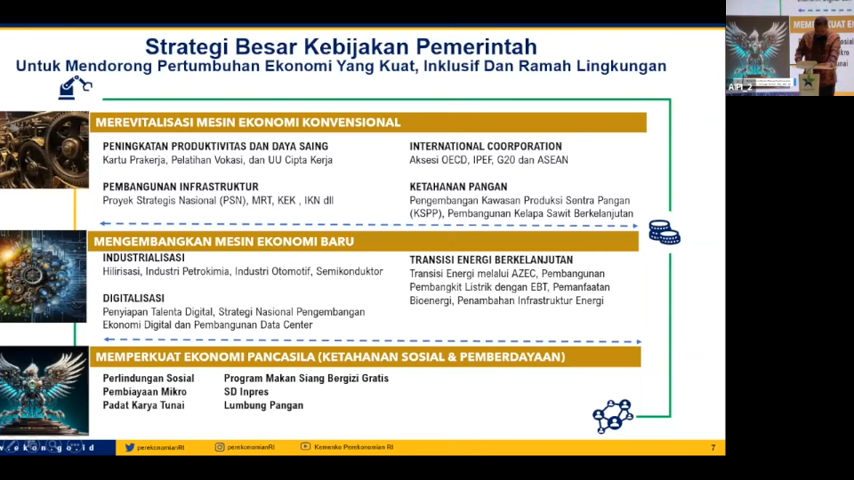 Strategi Besar Kebijakan Pemerintah
Untuk Mendorong Pertumbuhan Ekonomi Yang Kuat, Inklusif Dan Ramah Lingkungan
MEREVITALISASI MESIN EKONOMI KONVENSIONAL
PENINGKATAN PRODUKTIVITAS DAN DAYA SAING
Kartu Prakerja, Pelatihan Vokasi, dan UU Cipta Kerja
PEMBANGUNAN INFRASTRUKTUR
Proyek Strategis Nasional (PSN), MRT, KEK , IKN dll
INTERNATIONAL COORPORATION
Aksesi OECD, IPEF, G20 dan ASEAN
KETAHANAN PANGAN
Pengembangan Kawasan Produksi Sentra Pangan
(KSPP), Pembangunan Kelapa Sawit Berkelanjutan
MENGEMBANGKAN MESIN EKONOMI BARU
INDUSTRIALISASI
Hilirisasi, Industri Petrokimia, Industri Otomotif, Semikonduktor
DIGITALISASI
Penyiapan Talenta Digital, Strategi Nasional Pengembangan
Ekonomi Digital dan Pembangunan Data Center
TRANSISI ENERGI BERKELANJUTAN
Transisi Energi melalui AZEC, Pembangunan
Pembangkit Listrik dengan EBT, Pemanfaatan
Bioenergi, Penambahan Infrastruktur Energi
MEMPERKUAT EKONOMI PANCASILA (KETAHANAN SOSIAL & PEMBERDAYAAN)
Perlindungan Sosial
Pembiayaan Mikro
Padat Karya Tunai
Program Makan Siang Bergizi Gratis
SD Inpres
Lumbung Pangan
w.ekon.go.id
perekonomianRI
perekonomianRI
Kemenko Perekonomian RI
7
AIPI_2